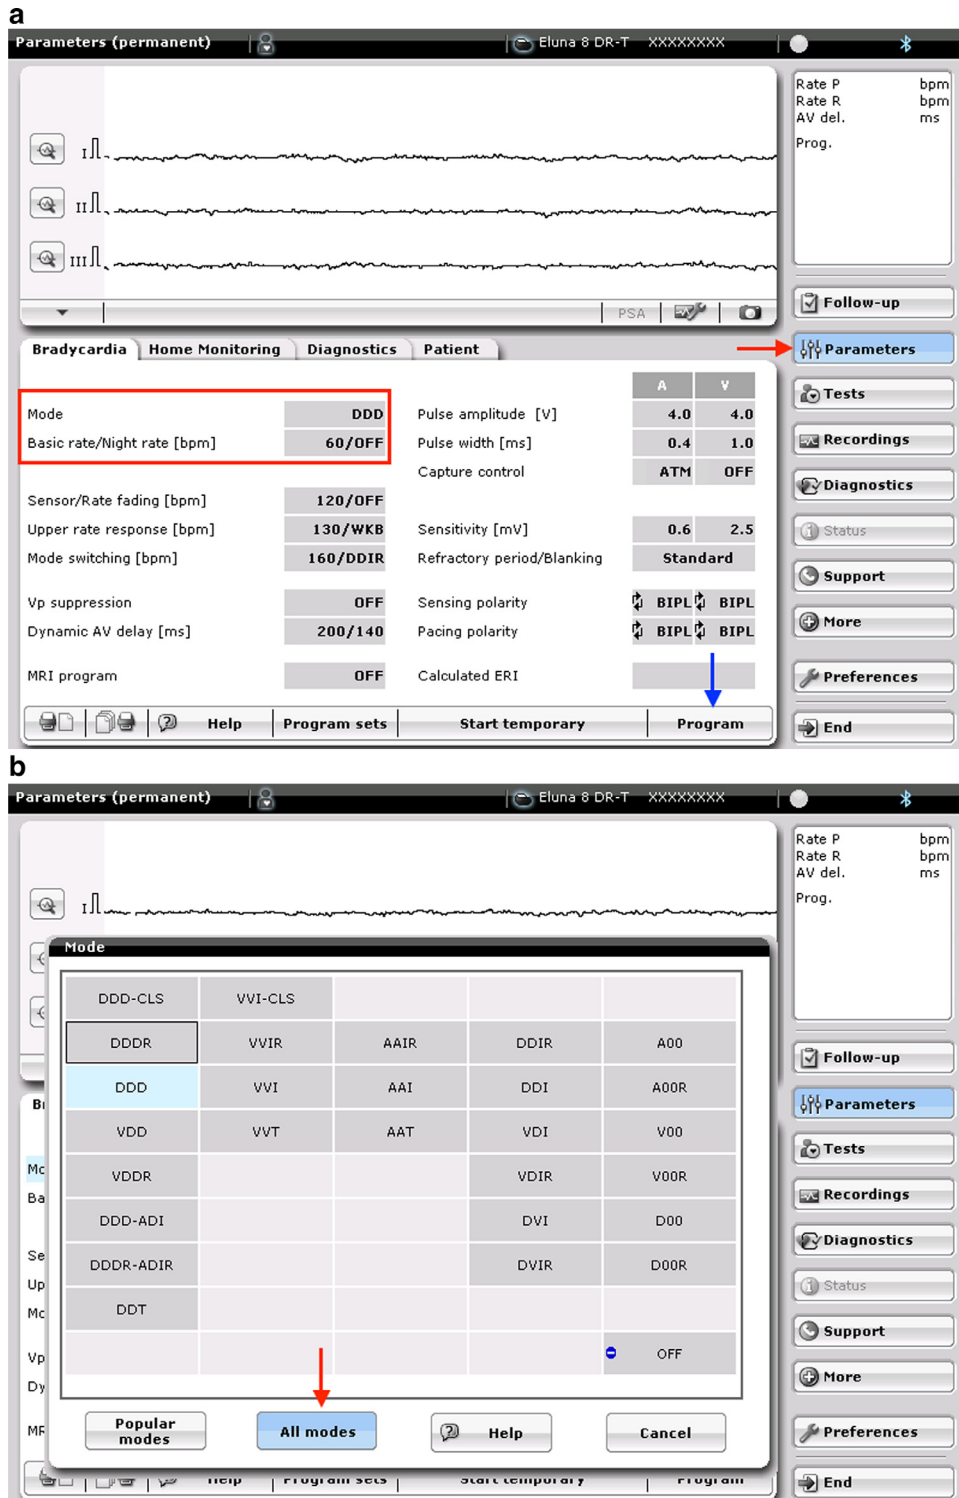 a
Parameters (permanent) Eluna 8 DR-T XXXXXXXX
Rate P bpm
Rate R bpm
AV del. ms
Prog.
I
II
III
PSA
Follow-up
Parameters
Tests
Recordings
Diagnostics
Status
Support
More
Preferences
End
Bradycardia Home Monitoring Diagnostics Patient
A V
Mode DDD Pulse amplitude [V] 4.0 4.0
Basic rate/Night rate [bpm] 60/OFF Pulse width [ms] 0.4 1.0
Capture control ATM OFF
Sensor/Rate fading [bpm] 120/OFF
Upper rate response [bpm] 130/WKB Sensitivity [mV] 0.6 2.5
Mode switching [bpm] 160/DDIR Refractory period/Blanking Standard
Vp suppression OFF Sensing polarity BIPL BIPL
Dynamic AV delay [ms] 200/140 Pacing polarity BIPL BIPL
MRI program OFF Calculated ERI
Help Program sets Start temporary Program
b
Parameters (permanent) Eluna 8 DR-T XXXXXXXX
Rate P bpm
Rate R bpm
AV del. ms
Prog.
I
Mode
DDD-CLS VVI-CLS
DDDR VVIR AAIR DDIR A00
DDD VVI AAI DDI A00R
VDD VVT AAT VDI V00
VDDR VDIR V00R
DDD-ADI DVI D00
DDDR-ADIR DVIR D00R
DDT
OFF
Popular modes All modes Help Cancel
Follow-up
Parameters
Tests
Recordings
Diagnostics
Status
Support
More
Preferences
End
Help Program sets Start temporary Program